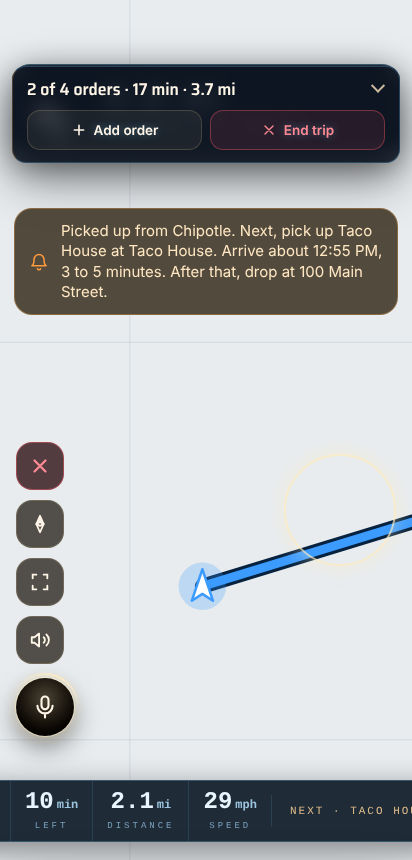 2 of 4 orders · 17 min · 3.7 mi
Add order
End trip
Picked up from Chipotle. Next, pick up Taco
House at Taco House. Arrive about 12:55 PM,
3 to 5 minutes. After that, drop at 100 Main
Street.
10 min
LEFT
2.1 mi
DISTANCE
29 mph
SPEED
NEXT · TACO